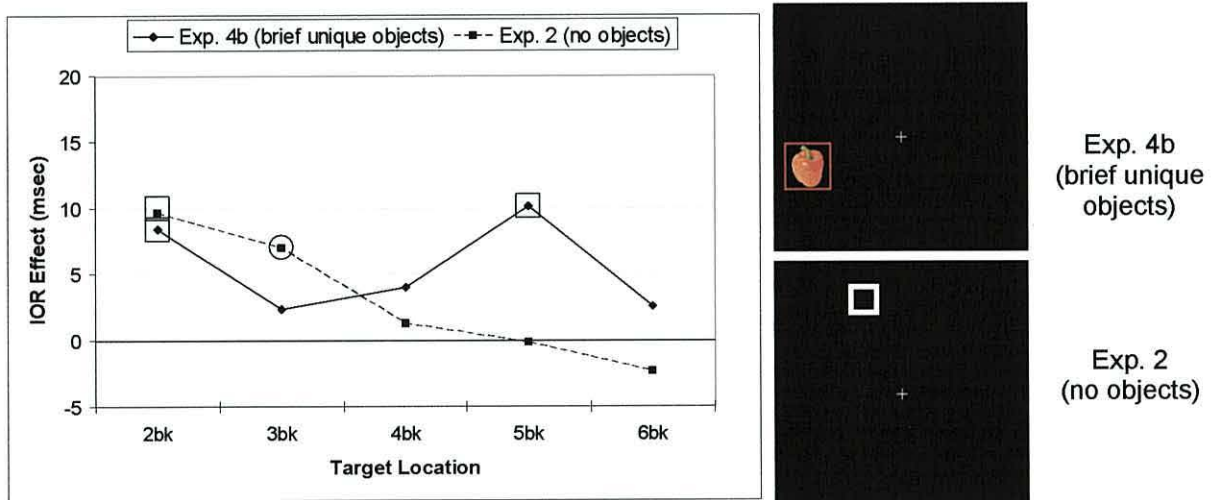 Exp. 4b (brief unique objects) Exp. 2 (no objects)
20
15
10
5
0
-5
IOR Effect (msec)
2bk 3bk 4bk 5bk 6bk
Target Location
Exp. 4b
(brief unique
objects)
Exp. 2
(no objects)